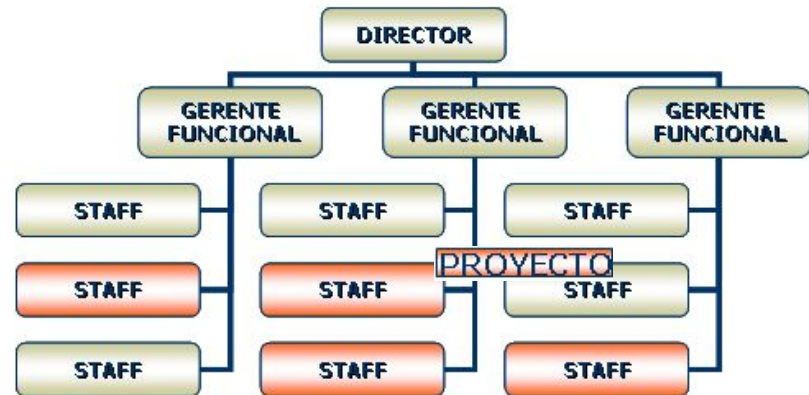 DIRECTOR
GERENTE
FUNCIONAL
GERENTE
FUNCIONAL
GERENTE
FUNCIONAL
STAFF
STAFF
STAFF
PROYECTO
STAFF
STAFF
STAFF
STAFF
STAFF
STAFF